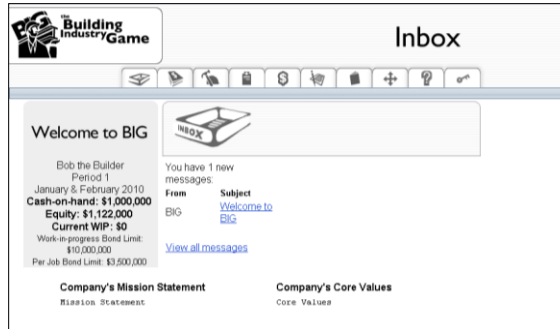 the
Building
Industry Game
Inbox
Welcome to BIG
Bob the Builder
Period 1
January & February 2010
Cash-on-hand: $1,000,000
Equity: $1,122,000
Current WIP: $0
Work-in-progress Bond Limit:
$10,000,000
Per Job Bond Limit: $3,500,000
INBOX
You have 1 new
messages:
From Subject
BIG Welcome to
BIG
View all messages
Company's Mission Statement Company's Core Values
Mission Statement Core Values